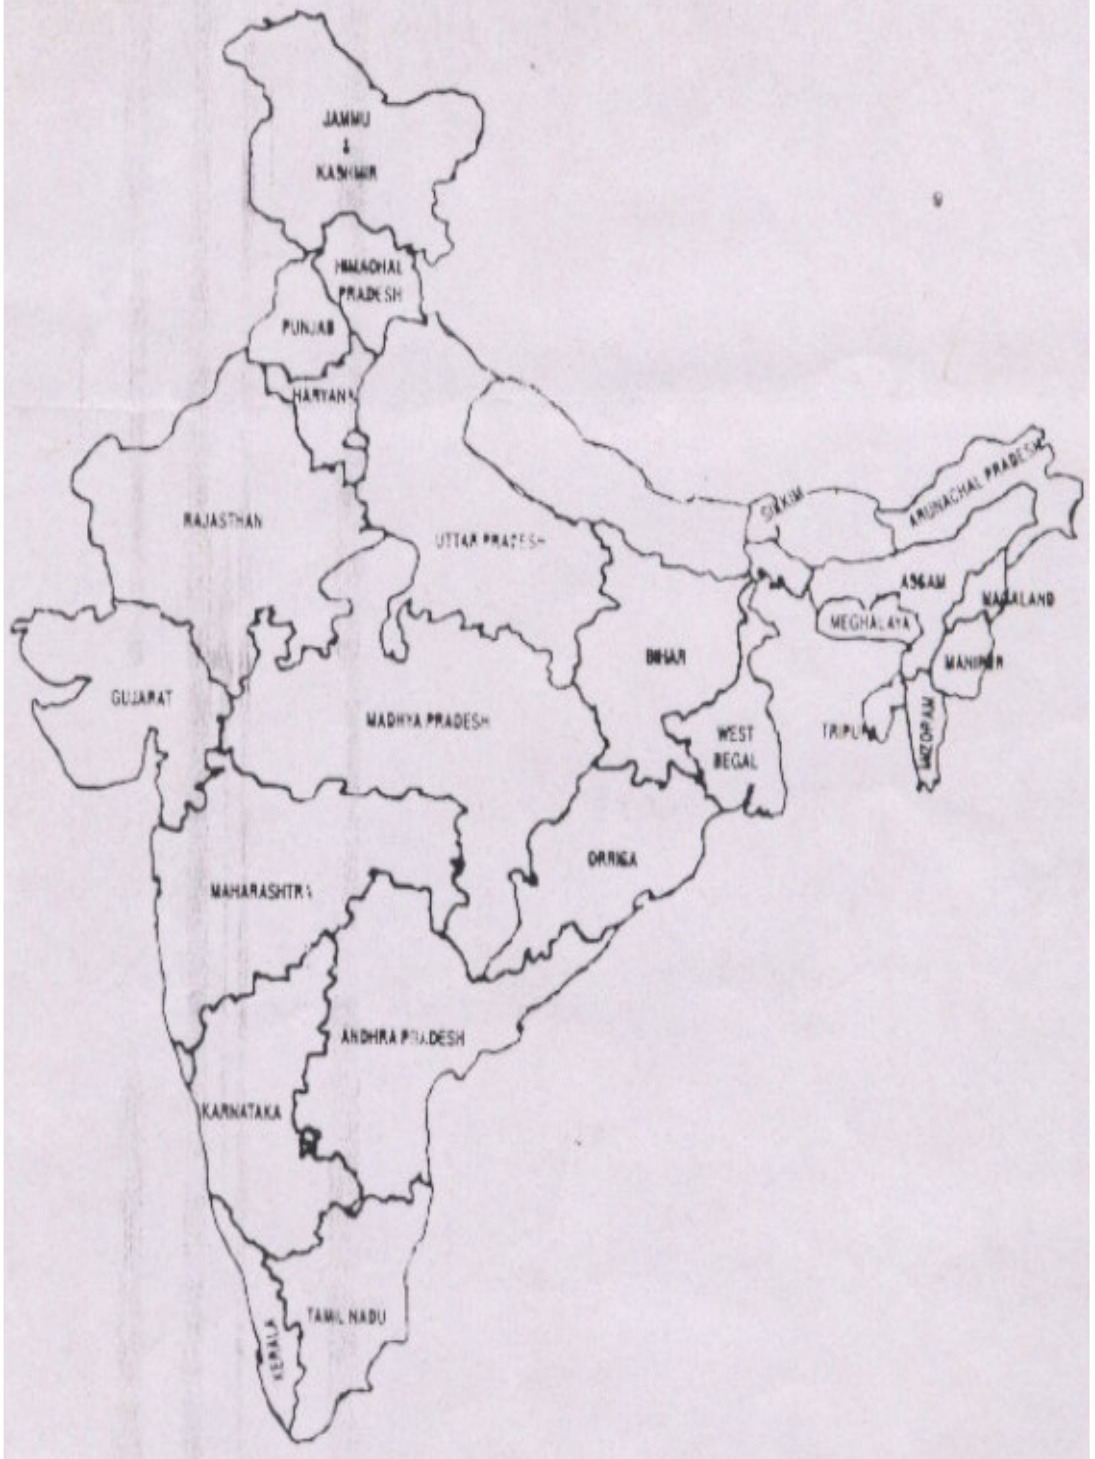 JAMMU
&
KASHMIR
HIMACHAL
PRADESH
PUNJAB
HARYANA
RAJASTHAN
UTTAR PRADESH
SIKKIM
ARUNACHAL PRADESH
ASSAM
NAGALAND
MEGHALAYA
MANIPUR
BIHAR
GUJARAT
MADHYA PRADESH
WEST
BEGAL
TRIPURA
MIZORAM
ORRISA
MAHARASHTRA
ANDHRA PRADESH
KARNATAKA
TAMIL NADU
KERALA